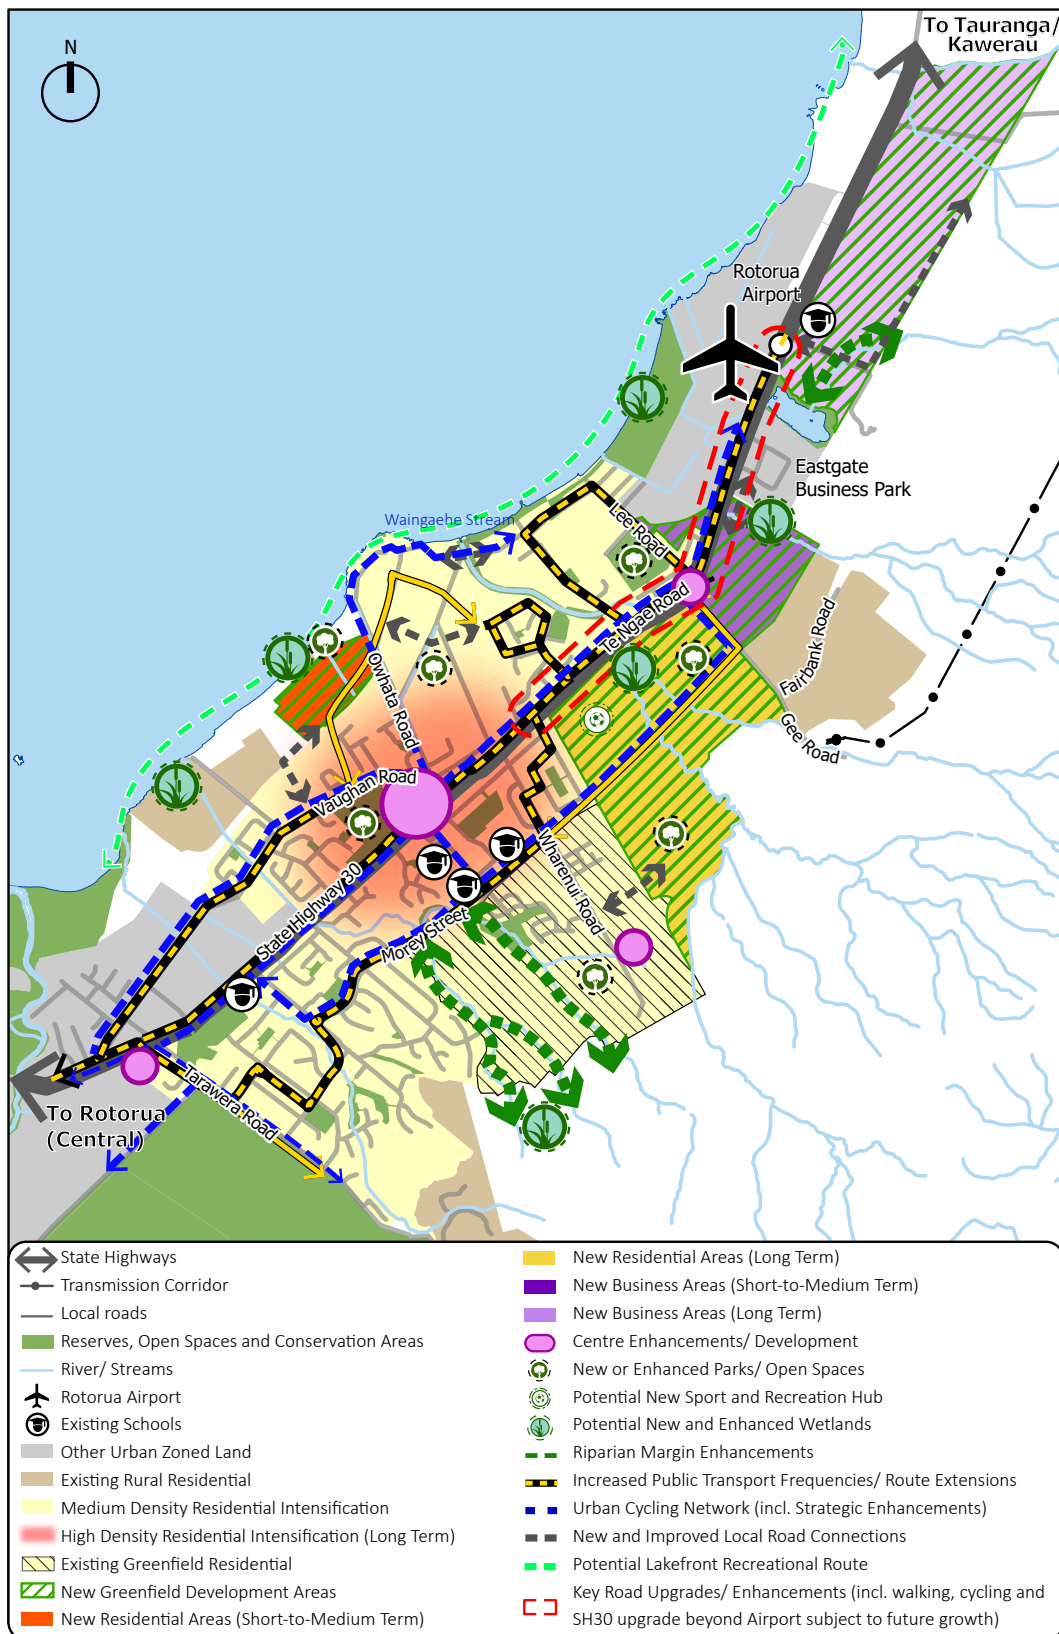 To Tauranga/
Kawerau
N
Rotorua
Airport
Eastgate
Business Park
Waingaehe Stream
Lee Road
Te Ngae Road
Fairbank Road
Gee Road
Owhata Road
Vaughan Road
Wharenui Road
State Highway 30
Morey Street
Tarawera Road
To Rotorua
(Central)
State Highways
Transmission Corridor
Local roads
Reserves, Open Spaces and Conservation Areas
River/ Streams
Rotorua Airport
Existing Schools
Other Urban Zoned Land
Existing Rural Residential
Medium Density Residential Intensification
High Density Residential Intensification (Long Term)
Existing Greenfield Residential
New Greenfield Development Areas
New Residential Areas (Short-to-Medium Term)
New Residential Areas (Long Term)
New Business Areas (Short-to-Medium Term)
New Business Areas (Long Term)
Centre Enhancements/ Development
New or Enhanced Parks/ Open Spaces
Potential New Sport and Recreation Hub
Potential New and Enhanced Wetlands
Riparian Margin Enhancements
Increased Public Transport Frequencies/ Route Extensions
Urban Cycling Network (incl. Strategic Enhancements)
New and Improved Local Road Connections
Potential Lakefront Recreational Route
Key Road Upgrades/ Enhancements (incl. walking, cycling and
SH30 upgrade beyond Airport subject to future growth)